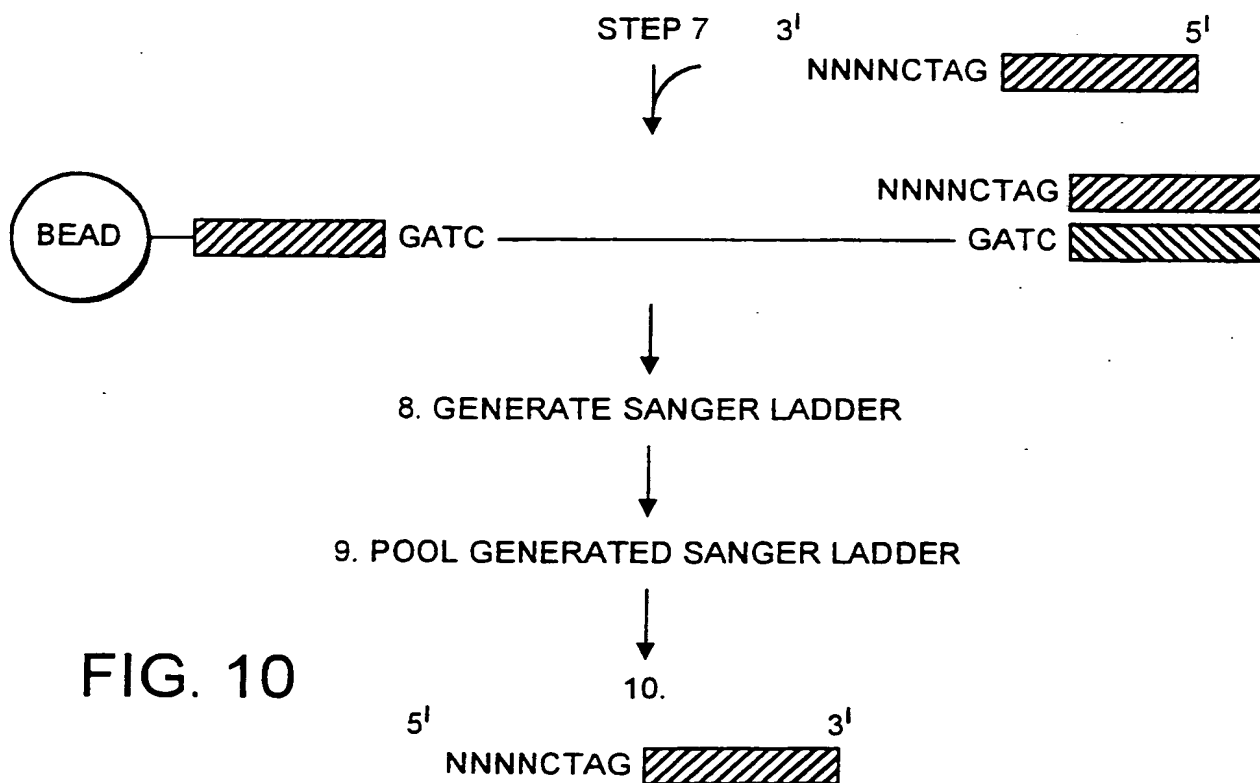 STEP 7 3' 5'
NNNNCTAG
NNNNCTAG
BEAD GATC GATC
8. GENERATE SANGER LADDER
9. POOL GENERATED SANGER LADDER
FIG. 10
10.
5' 3'
NNNNCTAG